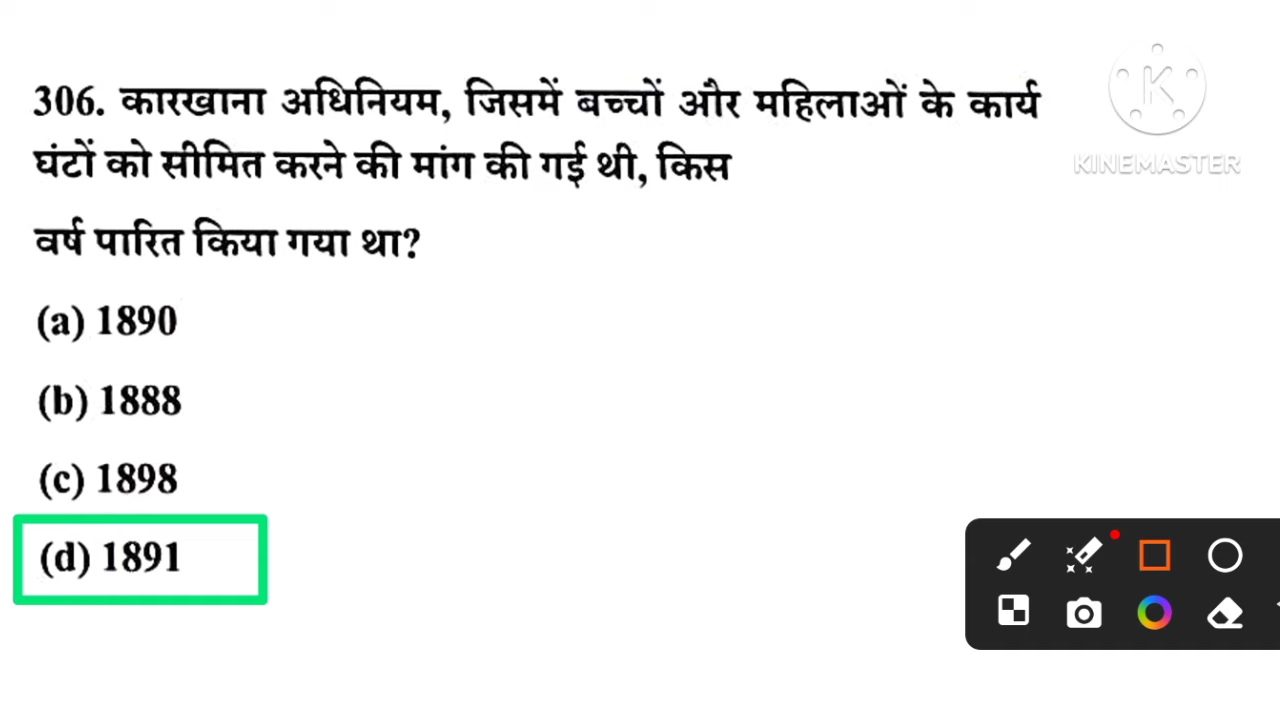 306. कारखाना अधिनियम, जिसमें बच्चों और महिलाओं के कार्य
घंटों को सीमित करने की मांग की गई थी, किस
वर्ष पारित किया गया था?
(a) 1890
(b) 1888
(c) 1898
(d) 1891
K
KINEMASTER